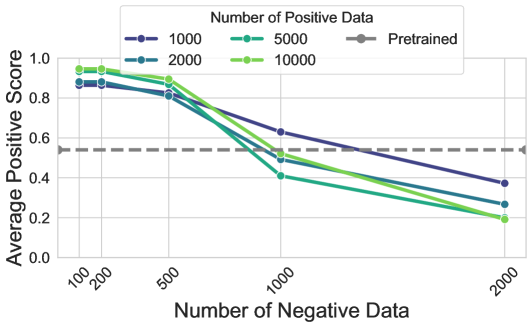 Number of Positive Data
1000 5000 Pretrained
2000 10000
Average Positive Score
1.0
0.8
0.6
0.4
0.2
0.0
100 200 500 1000 2000
Number of Negative Data